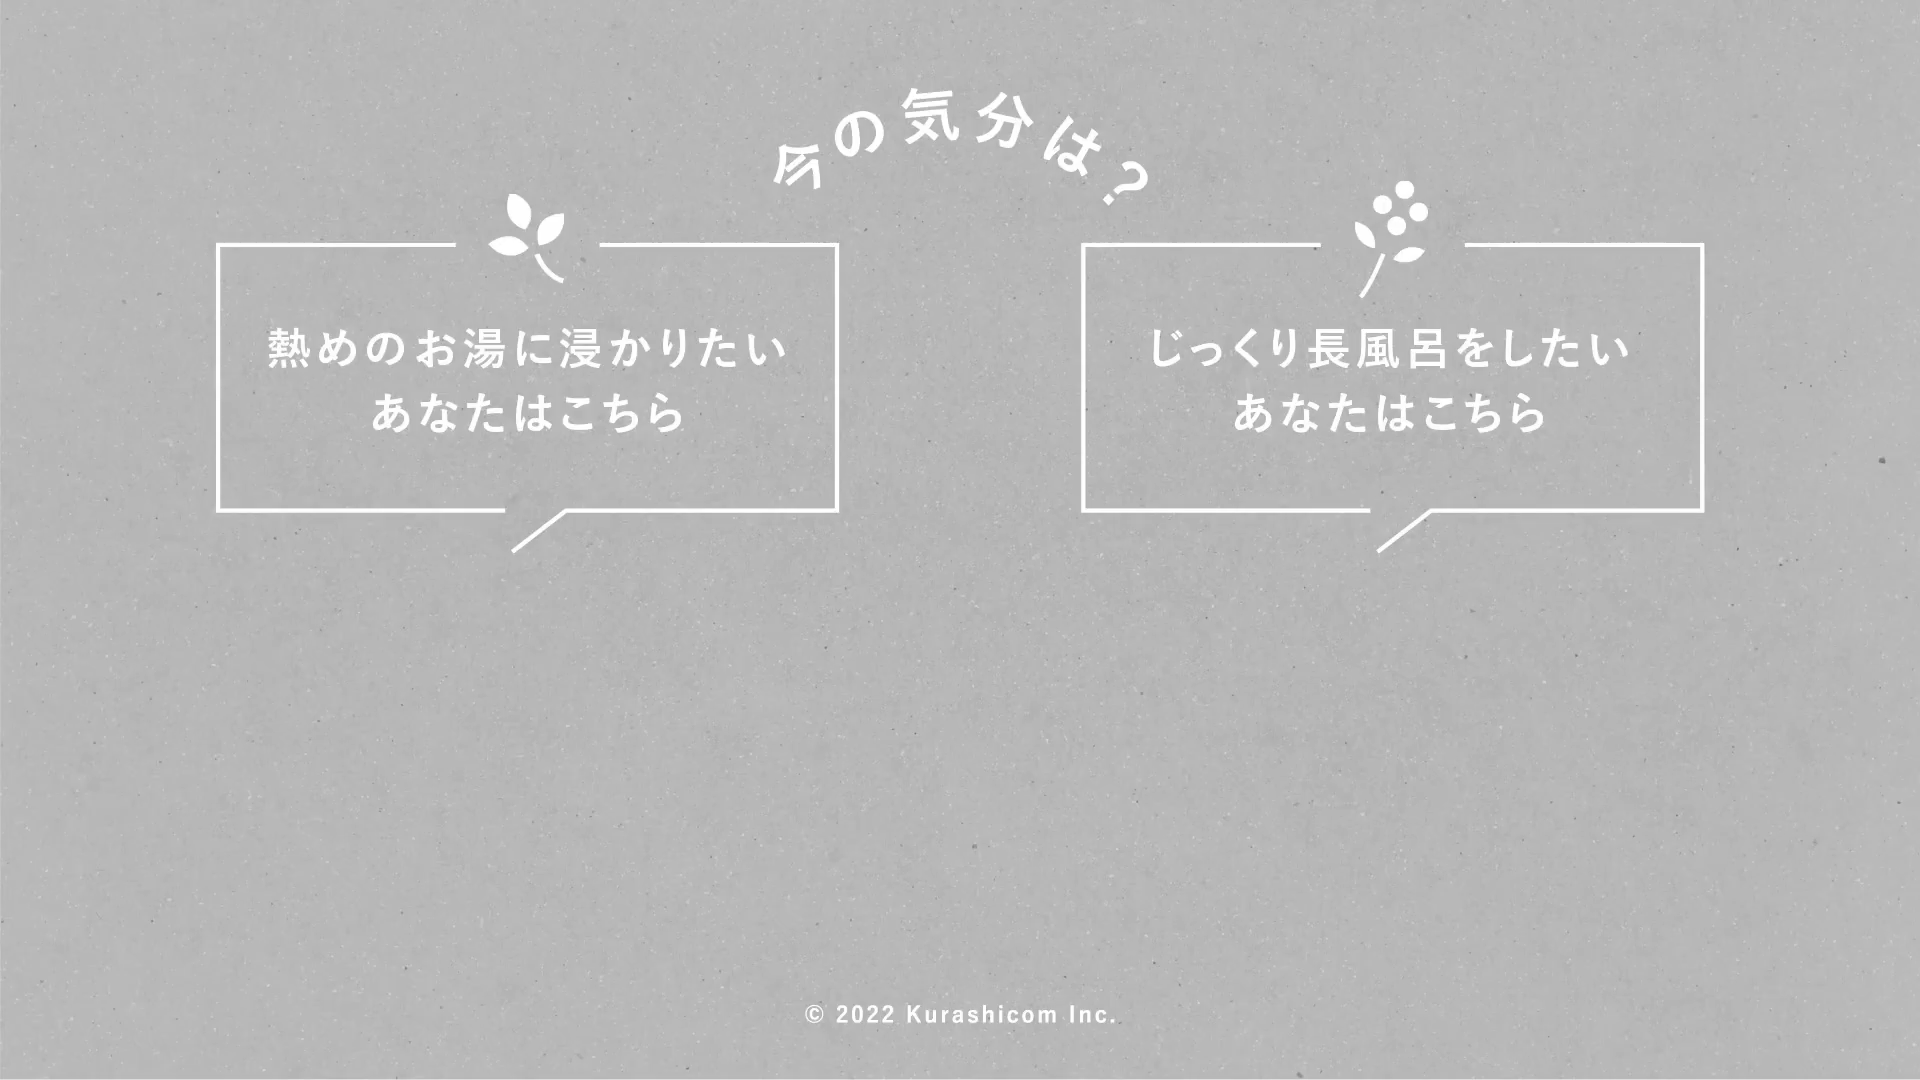 今の気分は?
熱めのお湯に浸かりたい
あなたはこちら
じっくり長風呂をしたい
あなたはこちら
© 2022 Kurashicom Inc.